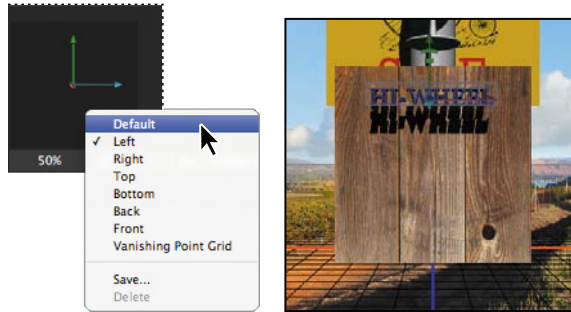 50%
Default
✓ Left
Right
Top
Bottom
Back
Front
Vanishing Point Grid
Save...
Delete
HI-WHEEL
HI-WHEEL